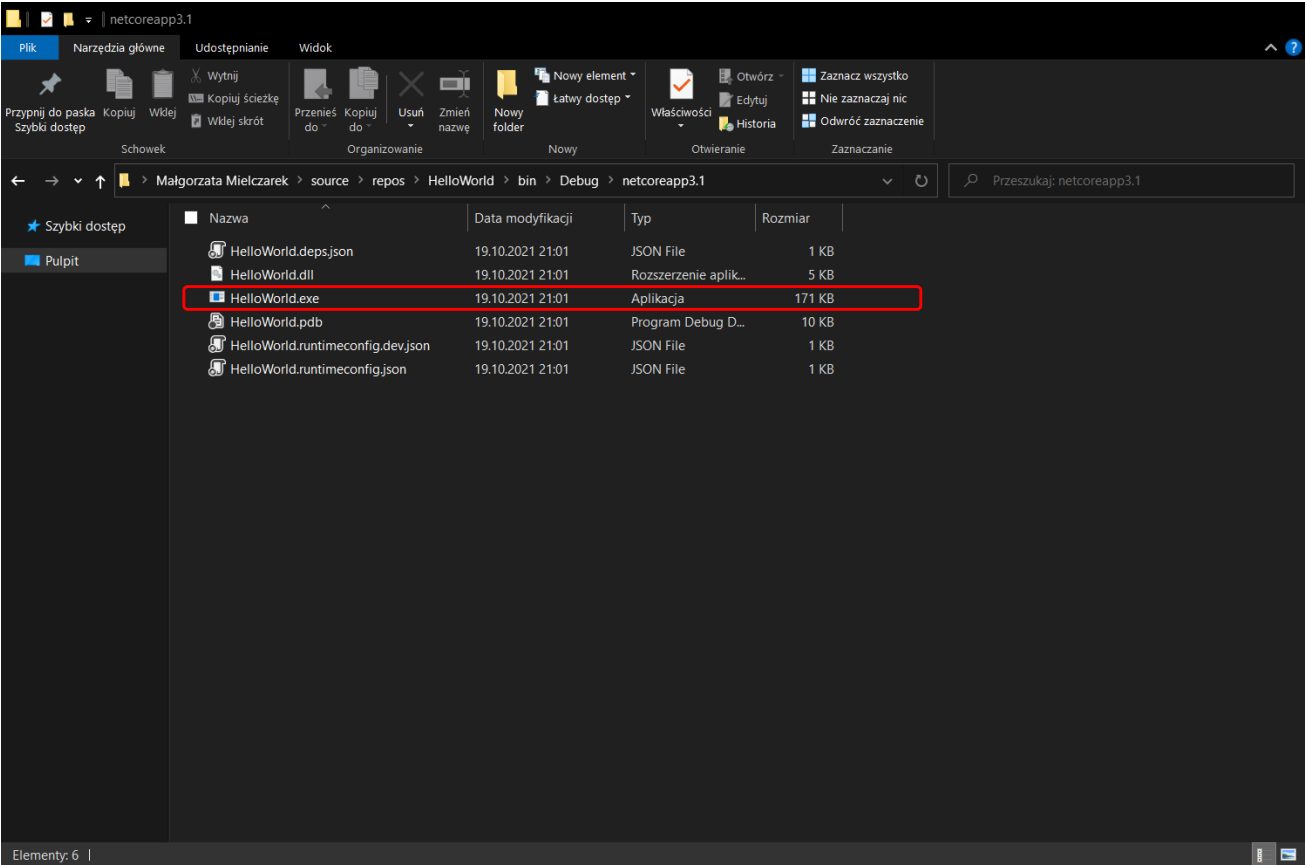 netcoreapp3.1
Plik Narzędzia główne Udostępnianie Widok
Przypnij do paska Szybki dostęp
Kopiuj
Wklej
Wytnij
Kopiuj ścieżkę
Wklej skrót
Schowek
Przenieś do
Kopiuj do
Usuń
Zmień nazwę
Organizowanie
Nowy folder
Nowy element
Łatwy dostęp
Nowy
Właściwości
Otwórz
Edytuj
Historia
Otwieranie
Zaznacz wszystko
Nie zaznaczaj nic
Odwróć zaznaczenie
Zaznaczanie
Małgorzata Mielczarek > source > repos > HelloWorld > bin > Debug > netcoreapp3.1
Przeszukaj: netcoreapp3.1
Szybki dostęp
Pulpit
Nazwa Data modyfikacji Typ Rozmiar
HelloWorld.deps.json 19.10.2021 21:01 JSON File 1 KB
HelloWorld.dll 19.10.2021 21:01 Rozszerzenie aplik... 5 KB
HelloWorld.exe 19.10.2021 21:01 Aplikacja 171 KB
HelloWorld.pdb 19.10.2021 21:01 Program Debug D... 10 KB
HelloWorld.runtimeconfig.dev.json 19.10.2021 21:01 JSON File 1 KB
HelloWorld.runtimeconfig.json 19.10.2021 21:01 JSON File 1 KB
Elementy: 6